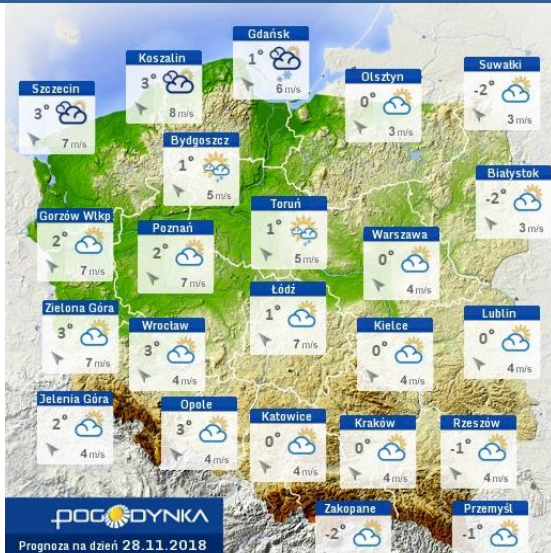 Gdańsk
1°
6 m/s
Koszalin
3°
8 m/s
Suwałki
-2°
3 m/s
Olsztyn
0°
3 m/s
Szczecin
3°
7 m/s
Bydgoszcz
1°
5 m/s
Białystok
-2°
3 m/s
Toruń
1°
5 m/s
Gorzów Wlkp
2°
7 m/s
Poznań
2°
7 m/s
Warszawa
0°
4 m/s
Łódź
1°
7 m/s
Zielona Góra
3°
7 m/s
Lublin
0°
4 m/s
Wrocław
3°
4 m/s
Kielce
0°
4 m/s
Jelenia Góra
2°
4 m/s
Opole
3°
4 m/s
Katowice
0°
4 m/s
Kraków
0°
4 m/s
Rzeszów
-1°
4 m/s
Zakopane
-2°
Przemyśl
-1°
POGODYNKA
Prognoza na dzień 28.11.2018